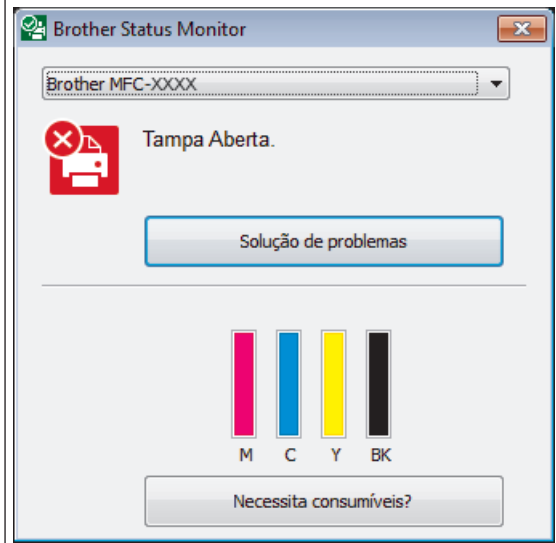 Brother Status Monitor
Brother MFC-XXXX
Tampa Aberta.
Solução de problemas
M C Y BK
Necessita consumíveis?